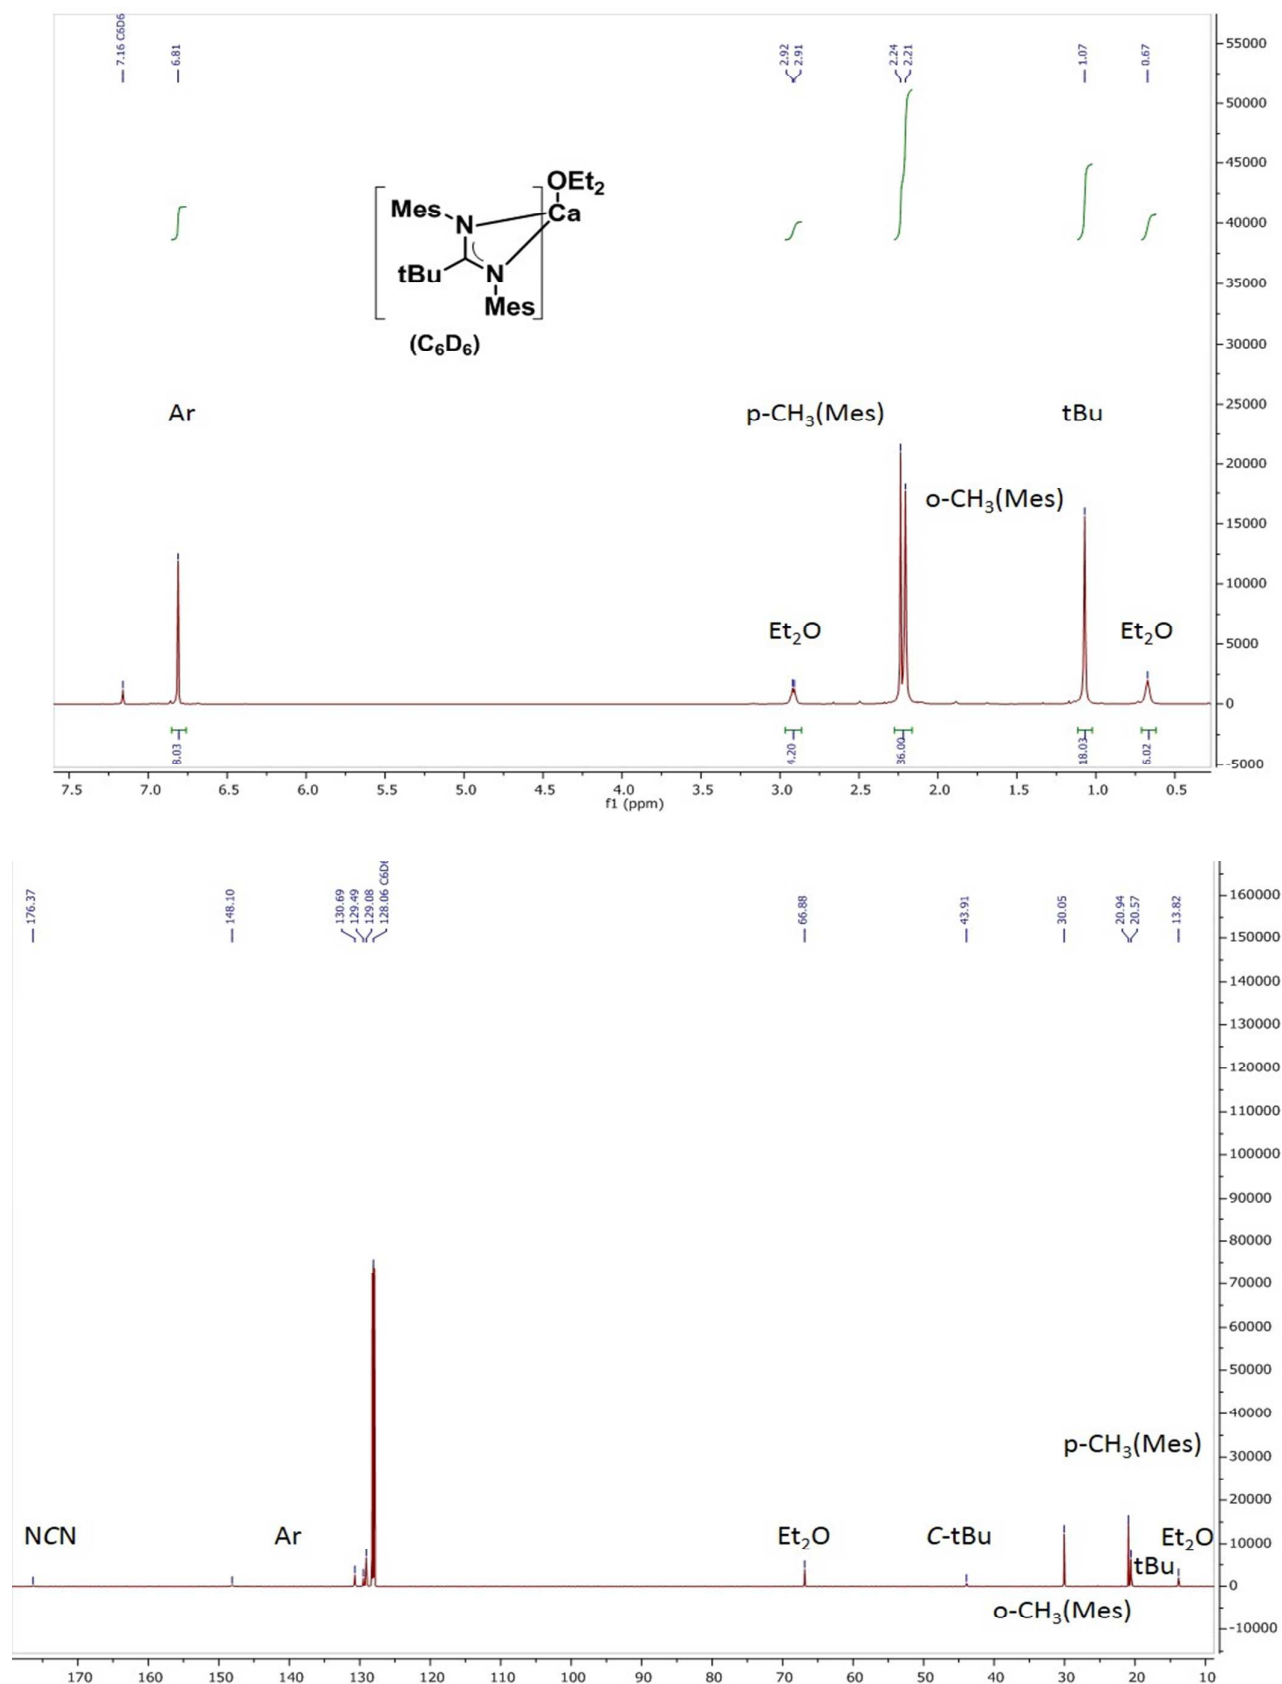 7.16 C6D6
6.81
2.92
2.91
2.24
2.21
1.07
0.67
55000
50000
45000
40000
35000
30000
25000
20000
15000
10000
5000
0
-5000
OEt2
Mes
N
Ca
tBu
N
Mes
(C6D6)
Ar
p-CH3(Mes)
tBu
o-CH3(Mes)
Et2O
Et2O
8.03
4.20
36.00
18.03
6.02
7.5 7.0 6.5 6.0 5.5 5.0 4.5 4.0 3.5 3.0 2.5 2.0 1.5 1.0 0.5
f1 (ppm)
176.37
148.10
130.69
129.49
129.08
128.06 C6D6
66.88
43.91
30.05
20.94
20.57
13.82
160000
150000
140000
130000
120000
110000
100000
90000
80000
70000
60000
50000
40000
30000
20000
10000
0
-10000
p-CH3(Mes)
NCN
Ar
Et2O
C-tBu
Et2O
tBu
o-CH3(Mes)
170 160 150 140 130 120 110 100 90 80 70 60 50 40 30 20 10